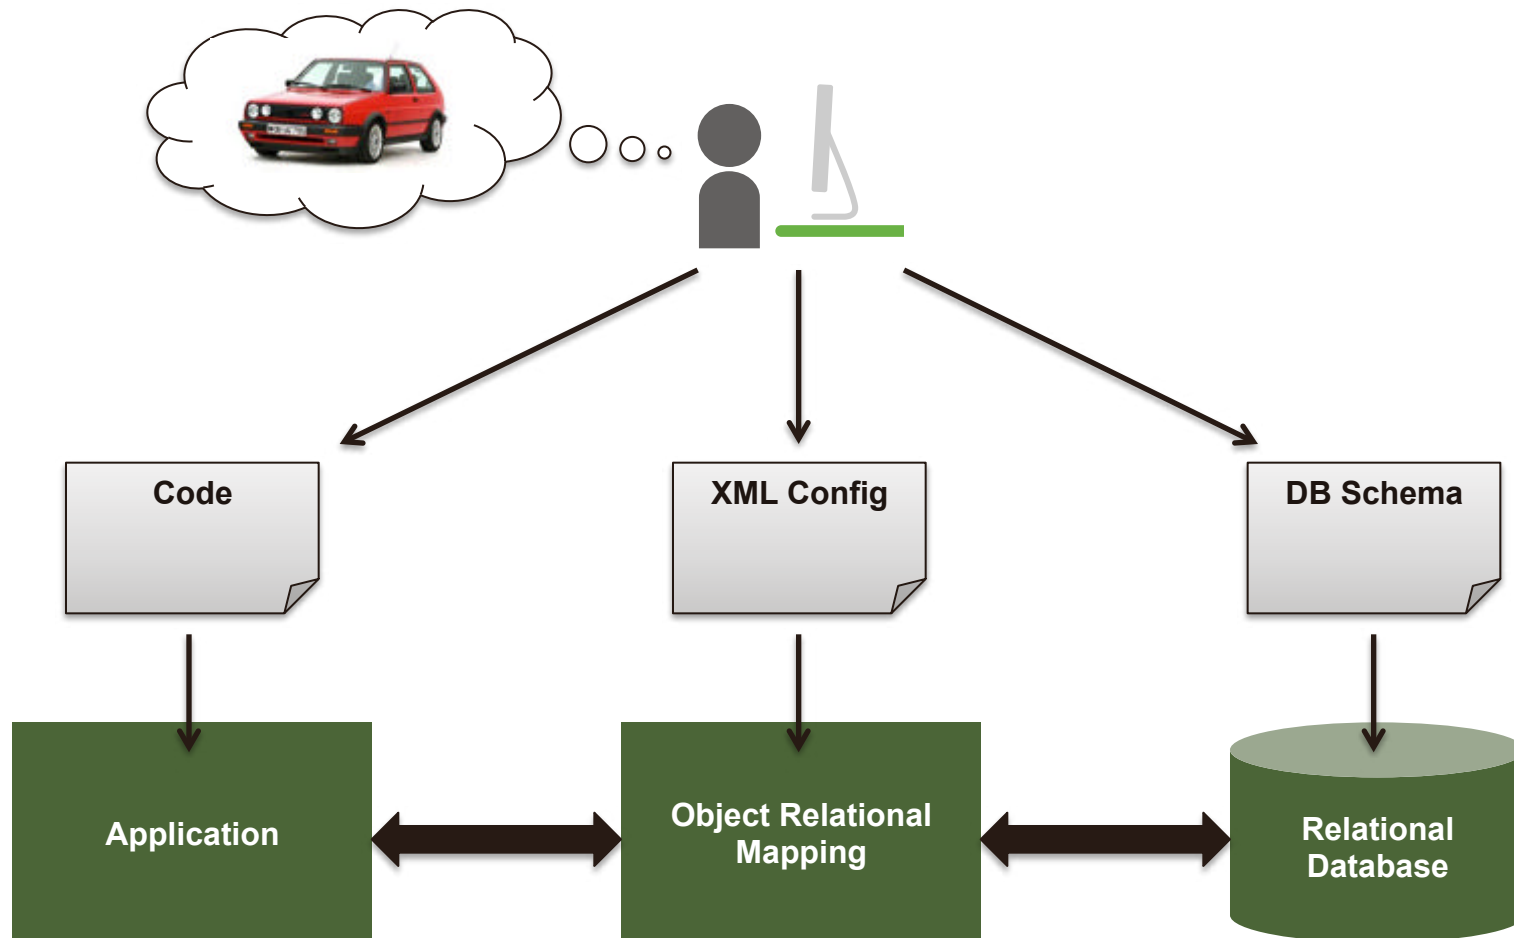 Code
XML Config
DB Schema
Application
Object Relational
Mapping
Relational
Database